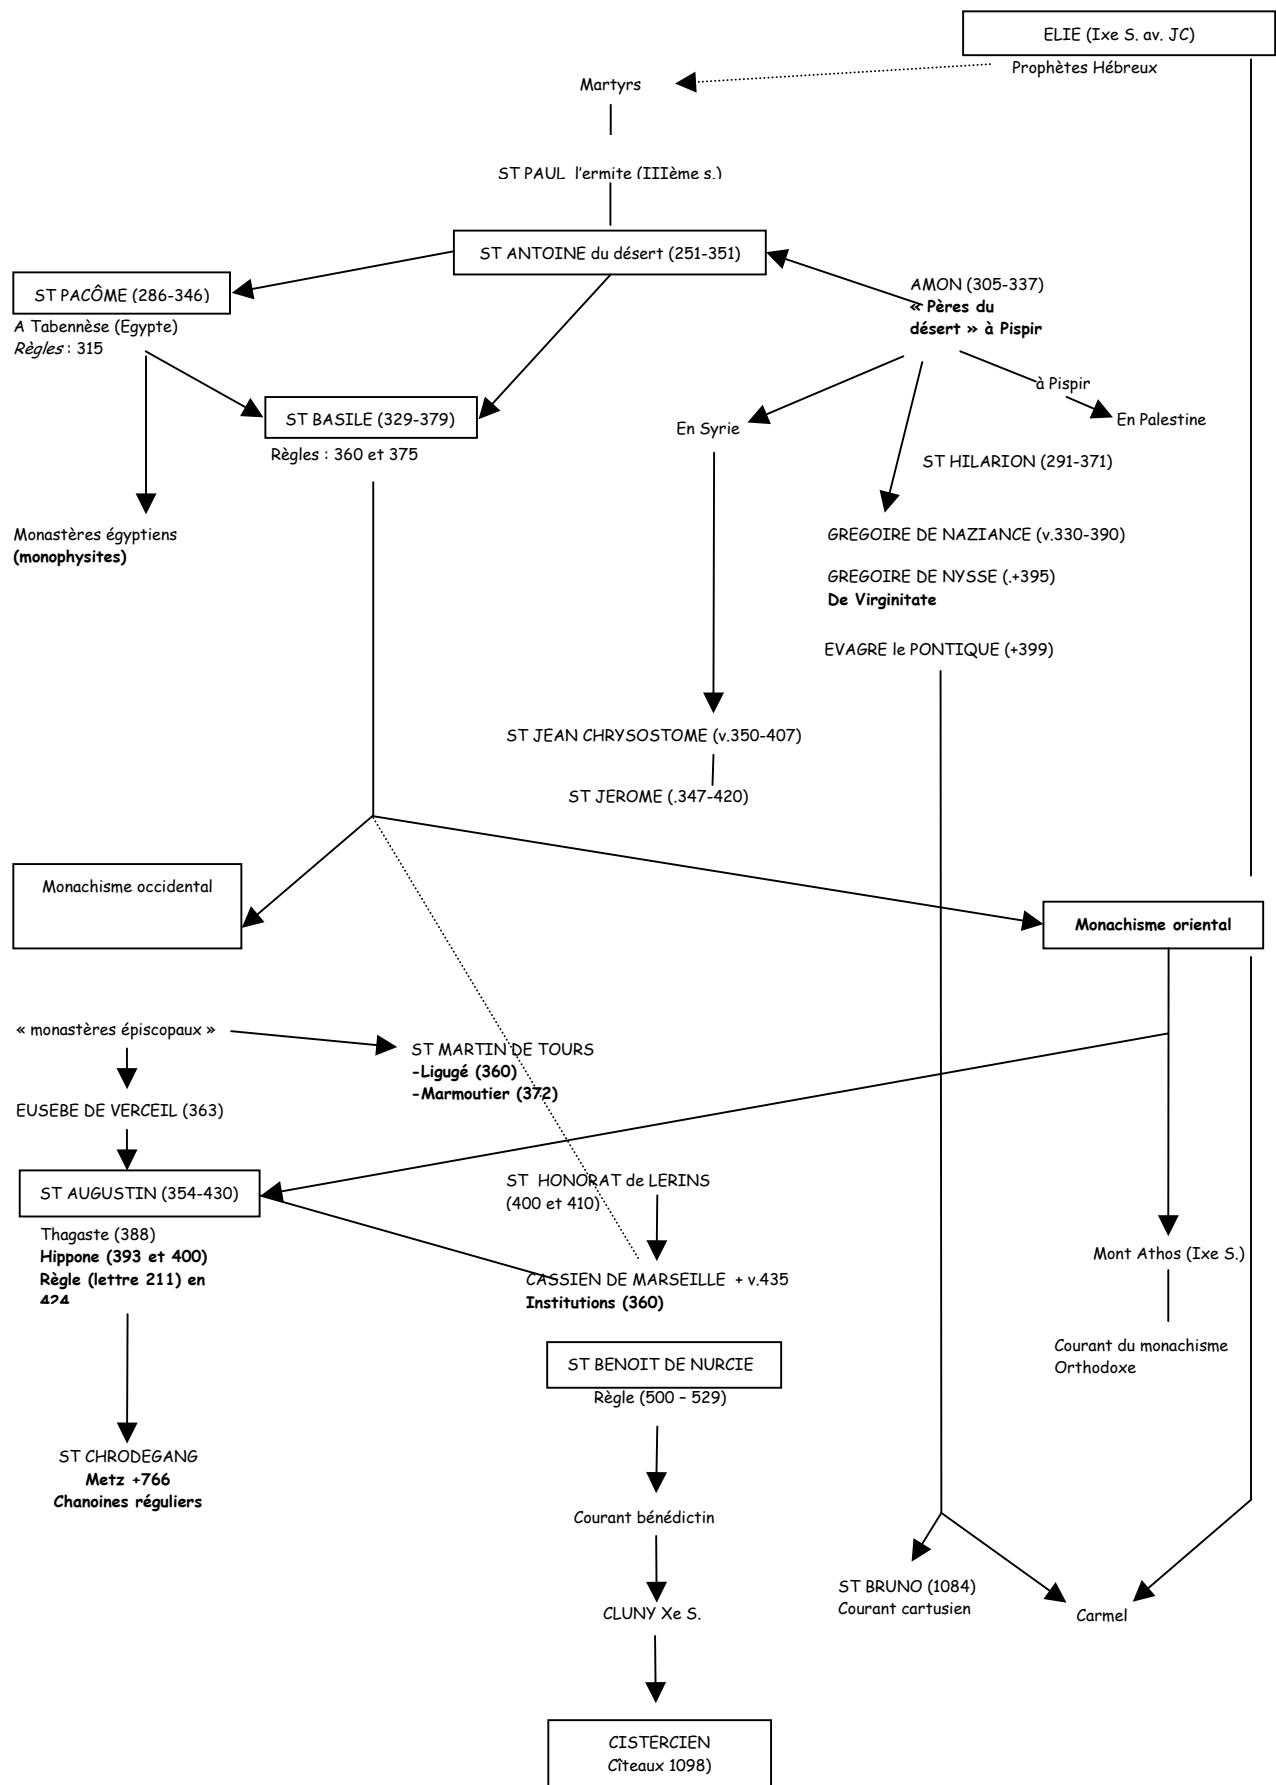 ELIE (Ixe S. av. JC)
Prophètes Hébreux
Martyrs
ST PAUL l'ermite (IIIème s.)
ST ANTOINE du désert (251-351)
ST PACÔME (286-346)
A Tabennèse (Egypte)
Règles : 315
AMON (305-337)
« Pères du
désert » à Pispir
à Pispir
En Palestine
ST BASILE (329-379)
Règles : 360 et 375
En Syrie
ST HILARION (291-371)
Monastères égyptiens
(monophysites)
GREGOIRE DE NAZIANCE (v.330-390)
GREGOIRE DE NYSSE (.+395)
De Virginitate
EVAGRE le PONTIQUE (+399)
ST JEAN CHRYSOSTOME (v.350-407)
ST JEROME (.347-420)
Monachisme occidental
Monachisme oriental
« monastères épiscopaux »
ST MARTIN DE TOURS
-Ligugé (360)
-Marmoutier (372)
EUSEBE DE VERCEIL (363)
ST AUGUSTIN (354-430)
Thagaste (388)
Hippone (393 et 400)
Règle (lettre 211) en
424
ST HONORAT de LERINS
(400 et 410)
CASSIEN DE MARSEILLE + v.435
Institutions (360)
Mont Athos (Ixe S.)
Courant du monachisme
Orthodoxe
ST BENOIT DE NURCIE
Règle (500 – 529)
ST CHRODEGANG
Metz +766
Chanoines réguliers
Courant bénédictin
ST BRUNO (1084)
Courant cartusien
Carmel
CLUNY Xe S.
CISTERCIEN
Cîteaux 1098)